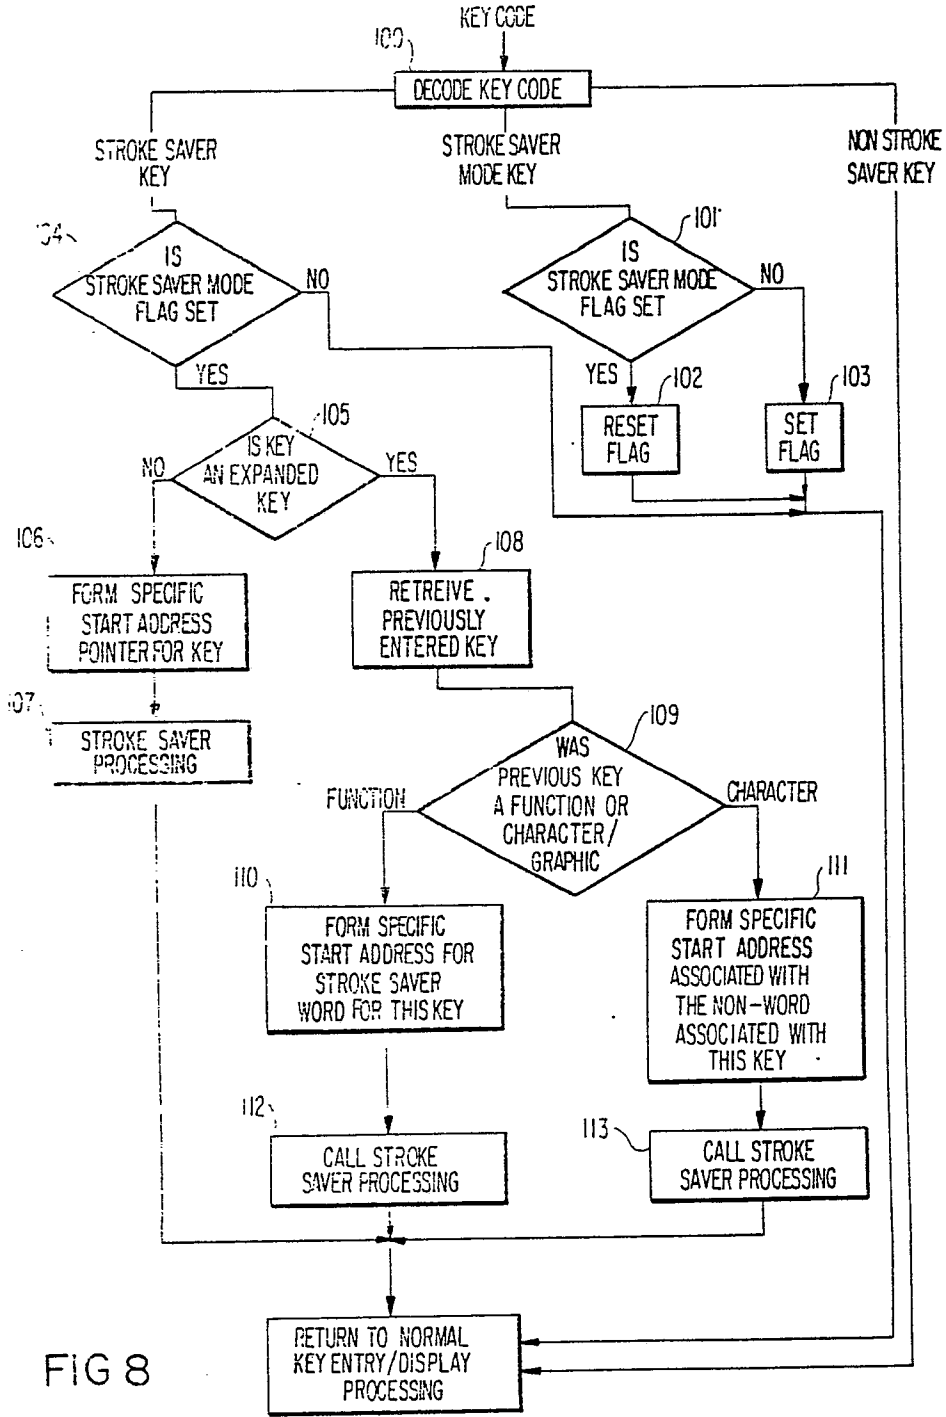 KEY CODE
100
DECODE KEY CODE
STROKE SAVER
KEY
STROKE SAVER
MODE KEY
NON STROKE
SAVER KEY
104
IS
STROKE SAVER MODE
FLAG SET
NO
YES
101
IS
STROKE SAVER MODE
FLAG SET
NO
YES
102
RESET
FLAG
103
SET
FLAG
105
IS KEY
AN EXPANDED
KEY
NO
YES
106
FORM SPECIFIC
START ADDRESS
POINTER FOR KEY
107
STROKE SAVER
PROCESSING
108
RETREIVE
PREVIOUSLY
ENTERED KEY
109
WAS
PREVIOUS KEY
A FUNCTION OR
CHARACTER/
GRAPHIC
FUNCTION
CHARACTER
110
FORM SPECIFIC
START ADDRESS FOR
STROKE SAVER
WORD FOR THIS KEY
111
FORM SPECIFIC
START ADDRESS
ASSOCIATED WITH
THE NON-WORD
ASSOCIATED WITH
THIS KEY
112
CALL STROKE
SAVER PROCESSING
113
CALL STROKE
SAVER PROCESSING
RETURN TO NORMAL
KEY ENTRY/DISPLAY
PROCESSING
FIG 8